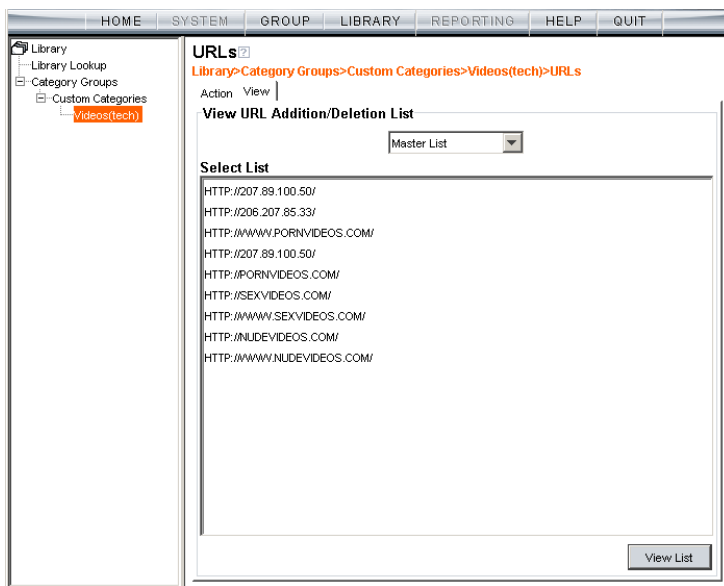 HOME SYSTEM GROUP LIBRARY REPORTING HELP QUIT
Library
Library Lookup
Category Groups
Custom Categories
Videos(tech)
URLs?
Library>Category Groups>Custom Categories>Videos(tech)>URLs
Action View
View URL Addition/Deletion List
Master List
Select List
HTTP://207.89.100.50/
HTTP://206.207.85.33/
HTTP://WWW.PORNVIDEOS.COM/
HTTP://207.89.100.50/
HTTP://PORNVIDEOS.COM/
HTTP://SEXVIDEOS.COM/
HTTP://WWW.SEXVIDEOS.COM/
HTTP://NUDEVIDEOS.COM/
HTTP://WWW.NUDEVIDEOS.COM/
View List